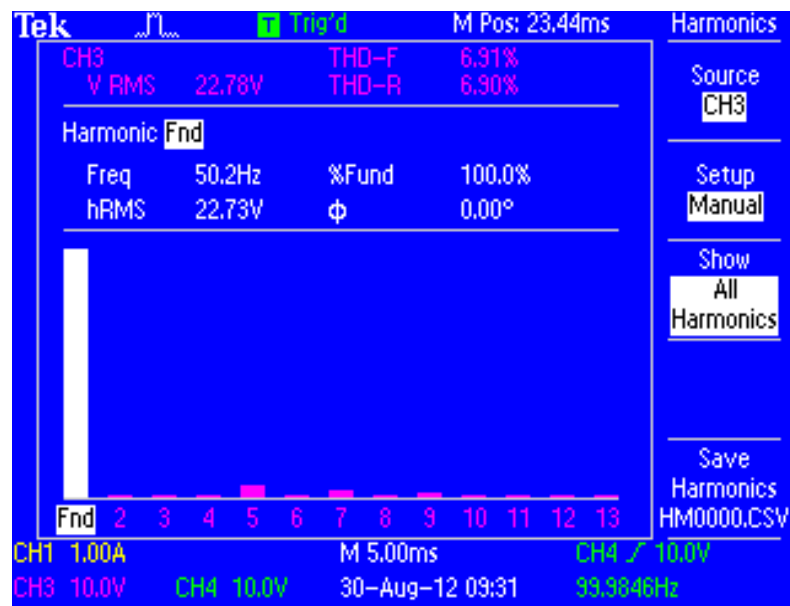 Tek T Trig'd M Pos: 23.44ms Harmonics
CH3 THD-F 6.91%
V RMS 22.78V THD-R 6.90%
Source
CH3
Harmonic Fnd
Freq 50.2Hz %Fund 100.0%
hRMS 22.73V ϕ 0.00°
Setup
Manual
Show
All
Harmonics
Save
Harmonics
HM0000.CSV
Fnd 2 3 4 5 6 7 8 9 10 11 12 13
CH1 1.00A M 5.00ms CH4 10.0V
CH3 10.0V CH4 10.0V 30-Aug-12 09:31 99.9846Hz